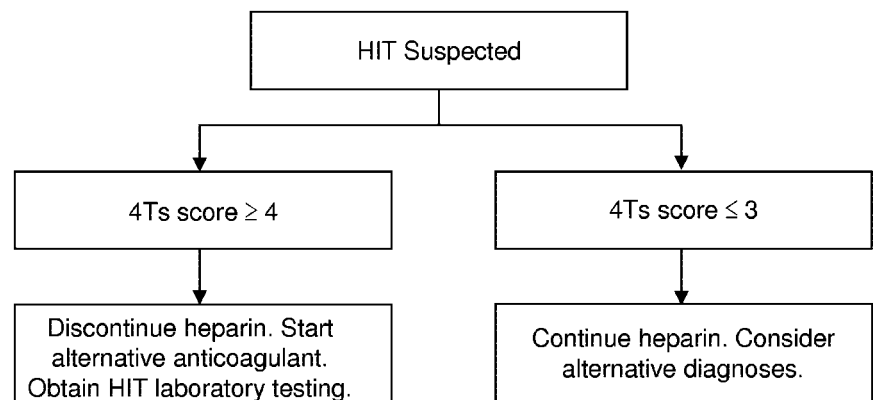 HIT Suspected
4Ts score ≥ 4
4Ts score ≤ 3
Discontinue heparin. Start
alternative anticoagulant.
Obtain HIT laboratory testing.
Continue heparin. Consider
alternative diagnoses.